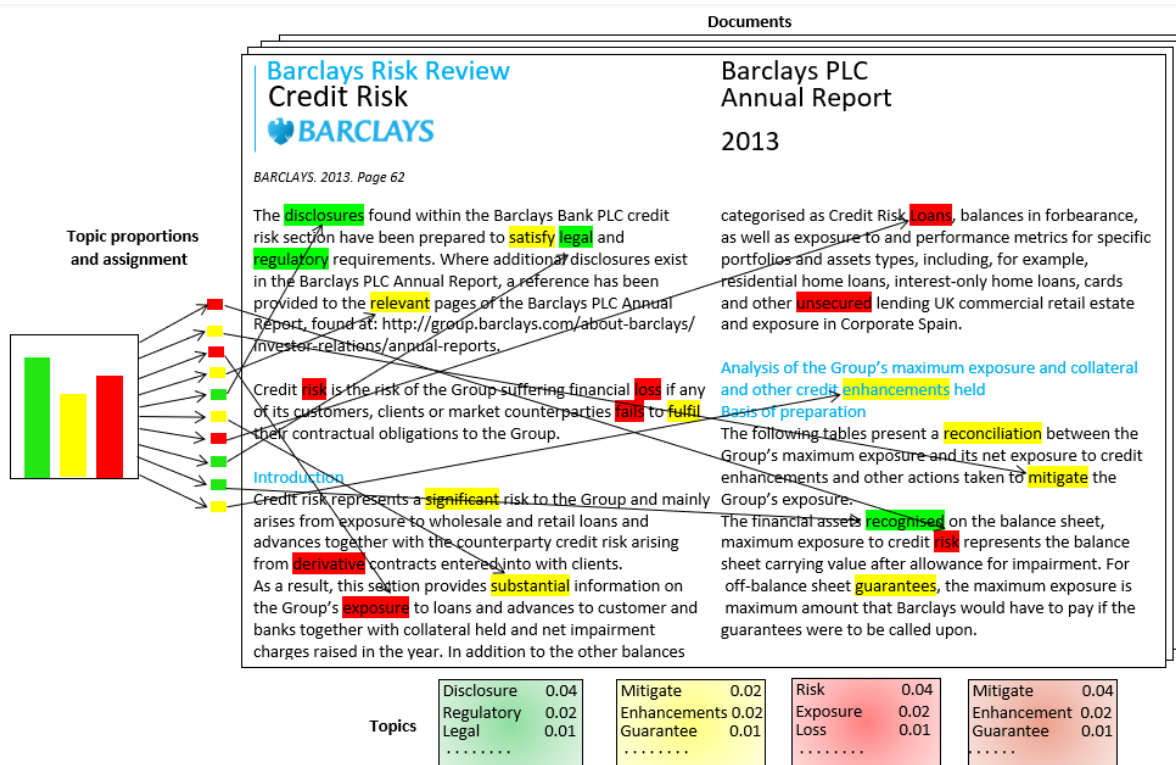 Documents
Barclays Risk Review
Credit Risk
BARCLAYS
BARCLAYS. 2013. Page 62
The disclosures found within the Barclays Bank PLC credit
risk section have been prepared to satisfy legal and
regulatory requirements. Where additional disclosures exist
in the Barclays PLC Annual Report, a reference has been
provided to the relevant pages of the Barclays PLC Annual
Report, found at: http://group.barclays.com/about-barclays/
investor-relations/annual-reports.
Credit risk is the risk of the Group suffering financial loss if any
of its customers, clients or market counterparties fails to fulfil
their contractual obligations to the Group.
Introduction
Credit risk represents a significant risk to the Group and mainly
arises from exposure to wholesale and retail loans and
advances together with the counterparty credit risk arising
from derivative contracts entered into with clients.
As a result, this section provides substantial information on
the Group's exposure to loans and advances to customer and
banks together with collateral held and net impairment
charges raised in the year. In addition to the other balances
Barclays PLC
Annual Report
2013
categorised as Credit Risk Loans, balances in forbearance,
as well as exposure to and performance metrics for specific
portfolios and assets types, including, for example,
residential home loans, interest-only home loans, cards
and other unsecured lending UK commercial retail estate
and exposure in Corporate Spain.
Analysis of the Group's maximum exposure and collateral
and other credit enhancements held
Basis of preparation
The following tables present a reconciliation between the
Group's maximum exposure and its net exposure to credit
enhancements and other actions taken to mitigate the
Group's exposure.
The financial assets recognised on the balance sheet,
maximum exposure to credit risk represents the balance
sheet carrying value after allowance for impairment. For
off-balance sheet guarantees, the maximum exposure is
maximum amount that Barclays would have to pay if the
guarantees were to be called upon.
Topic proportions
and assignment
Topics
Disclosure 0.04
Regulatory 0.02
Legal 0.01
. . . . . . . .
Mitigate 0.02
Enhancements 0.02
Guarantee 0.01
. . . . . . . .
Risk 0.04
Exposure 0.02
Loss 0.01
. . . . . . . .
Mitigate 0.04
Enhancement 0.02
Guarantee 0.01
. . . . . .